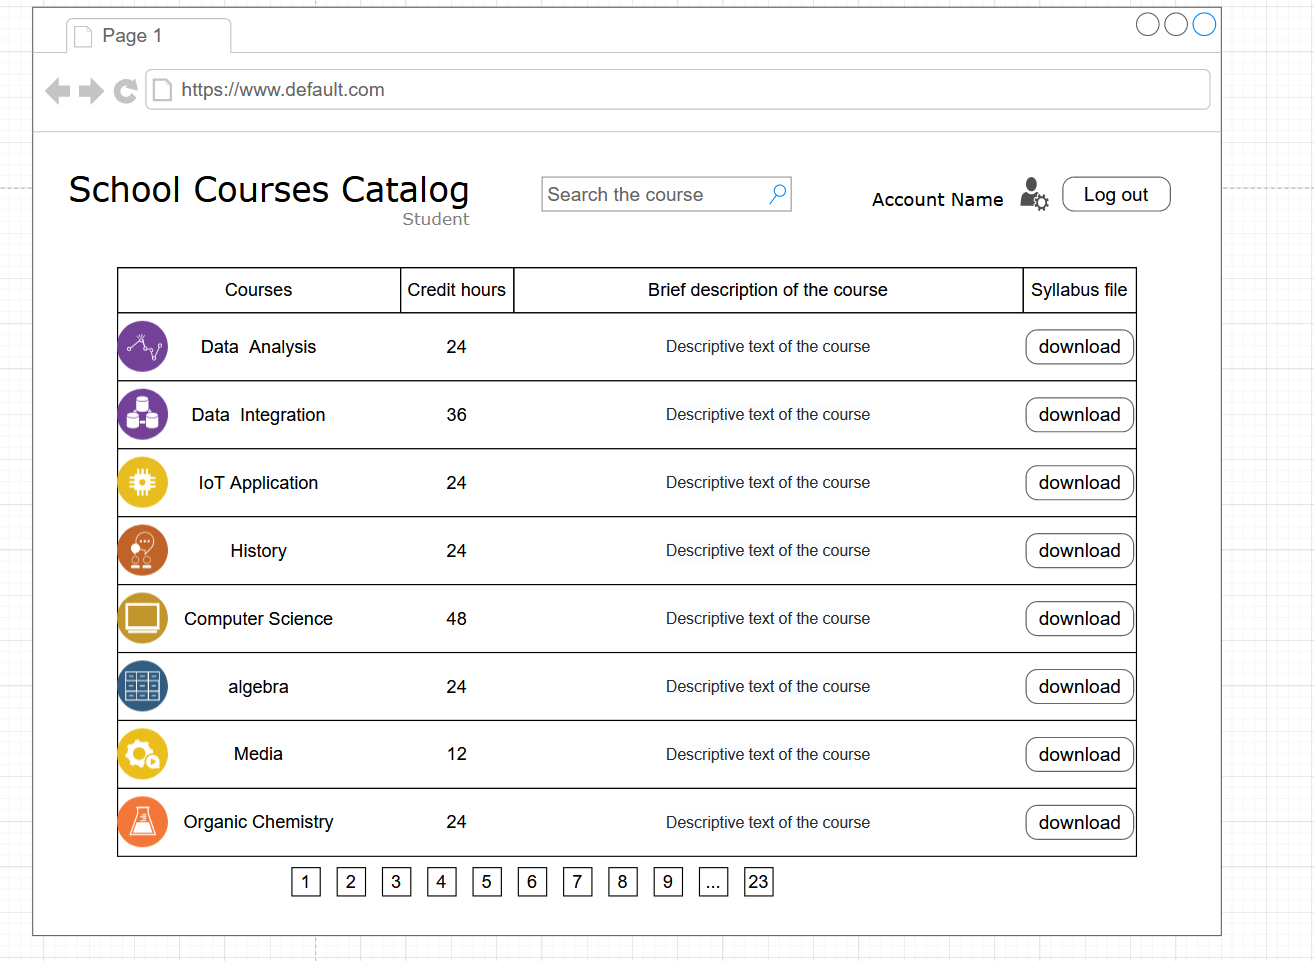 Page 1
https://www.default.com
School Courses Catalog
Student
Search the course
Account Name
Log out
Courses Credit hours Brief description of the course Syllabus file
Data Analysis 24 Descriptive text of the course download
Data Integration 36 Descriptive text of the course download
IoT Application 24 Descriptive text of the course download
History 24 Descriptive text of the course download
Computer Science 48 Descriptive text of the course download
algebra 24 Descriptive text of the course download
Media 12 Descriptive text of the course download
Organic Chemistry 24 Descriptive text of the course download
1 2 3 4 5 6 7 8 9 ... 23